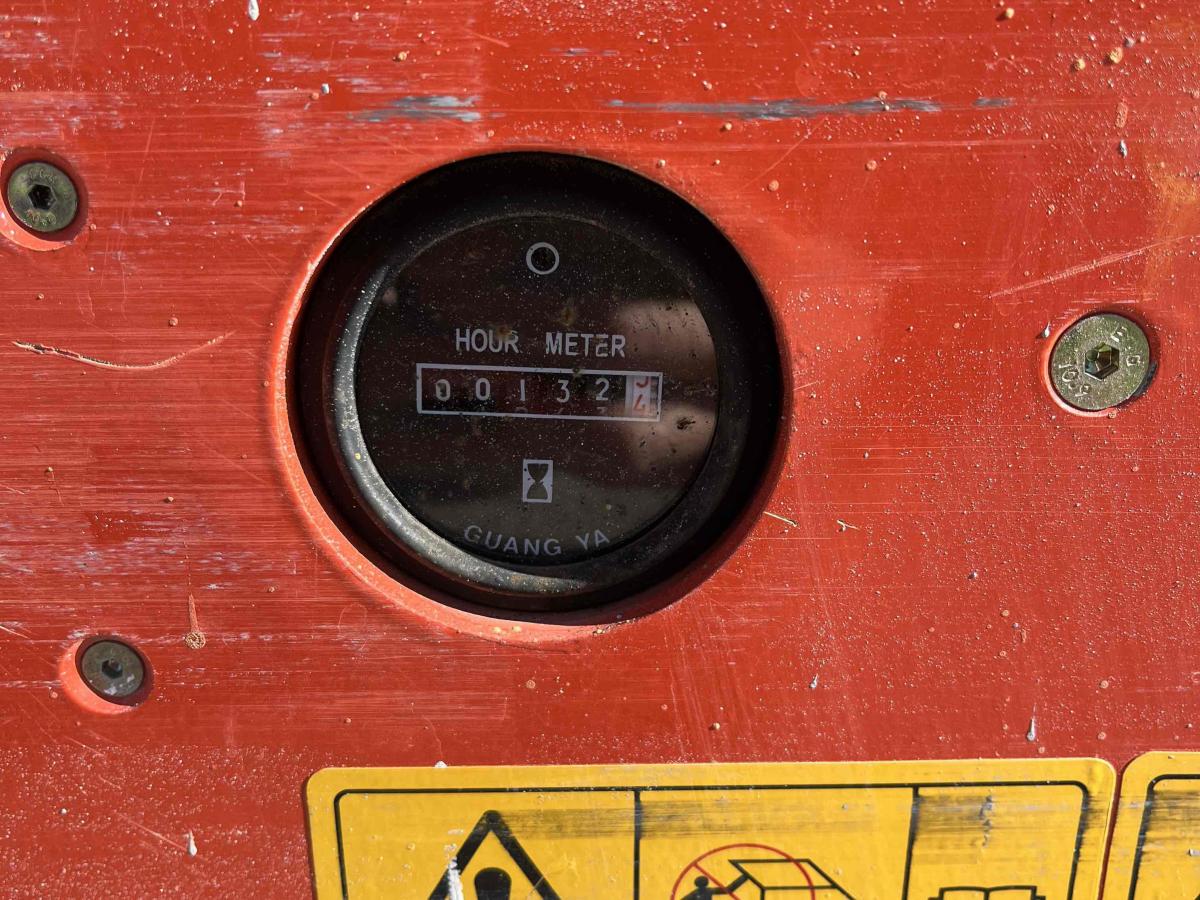 HOUR METER
00132
GUANG YA